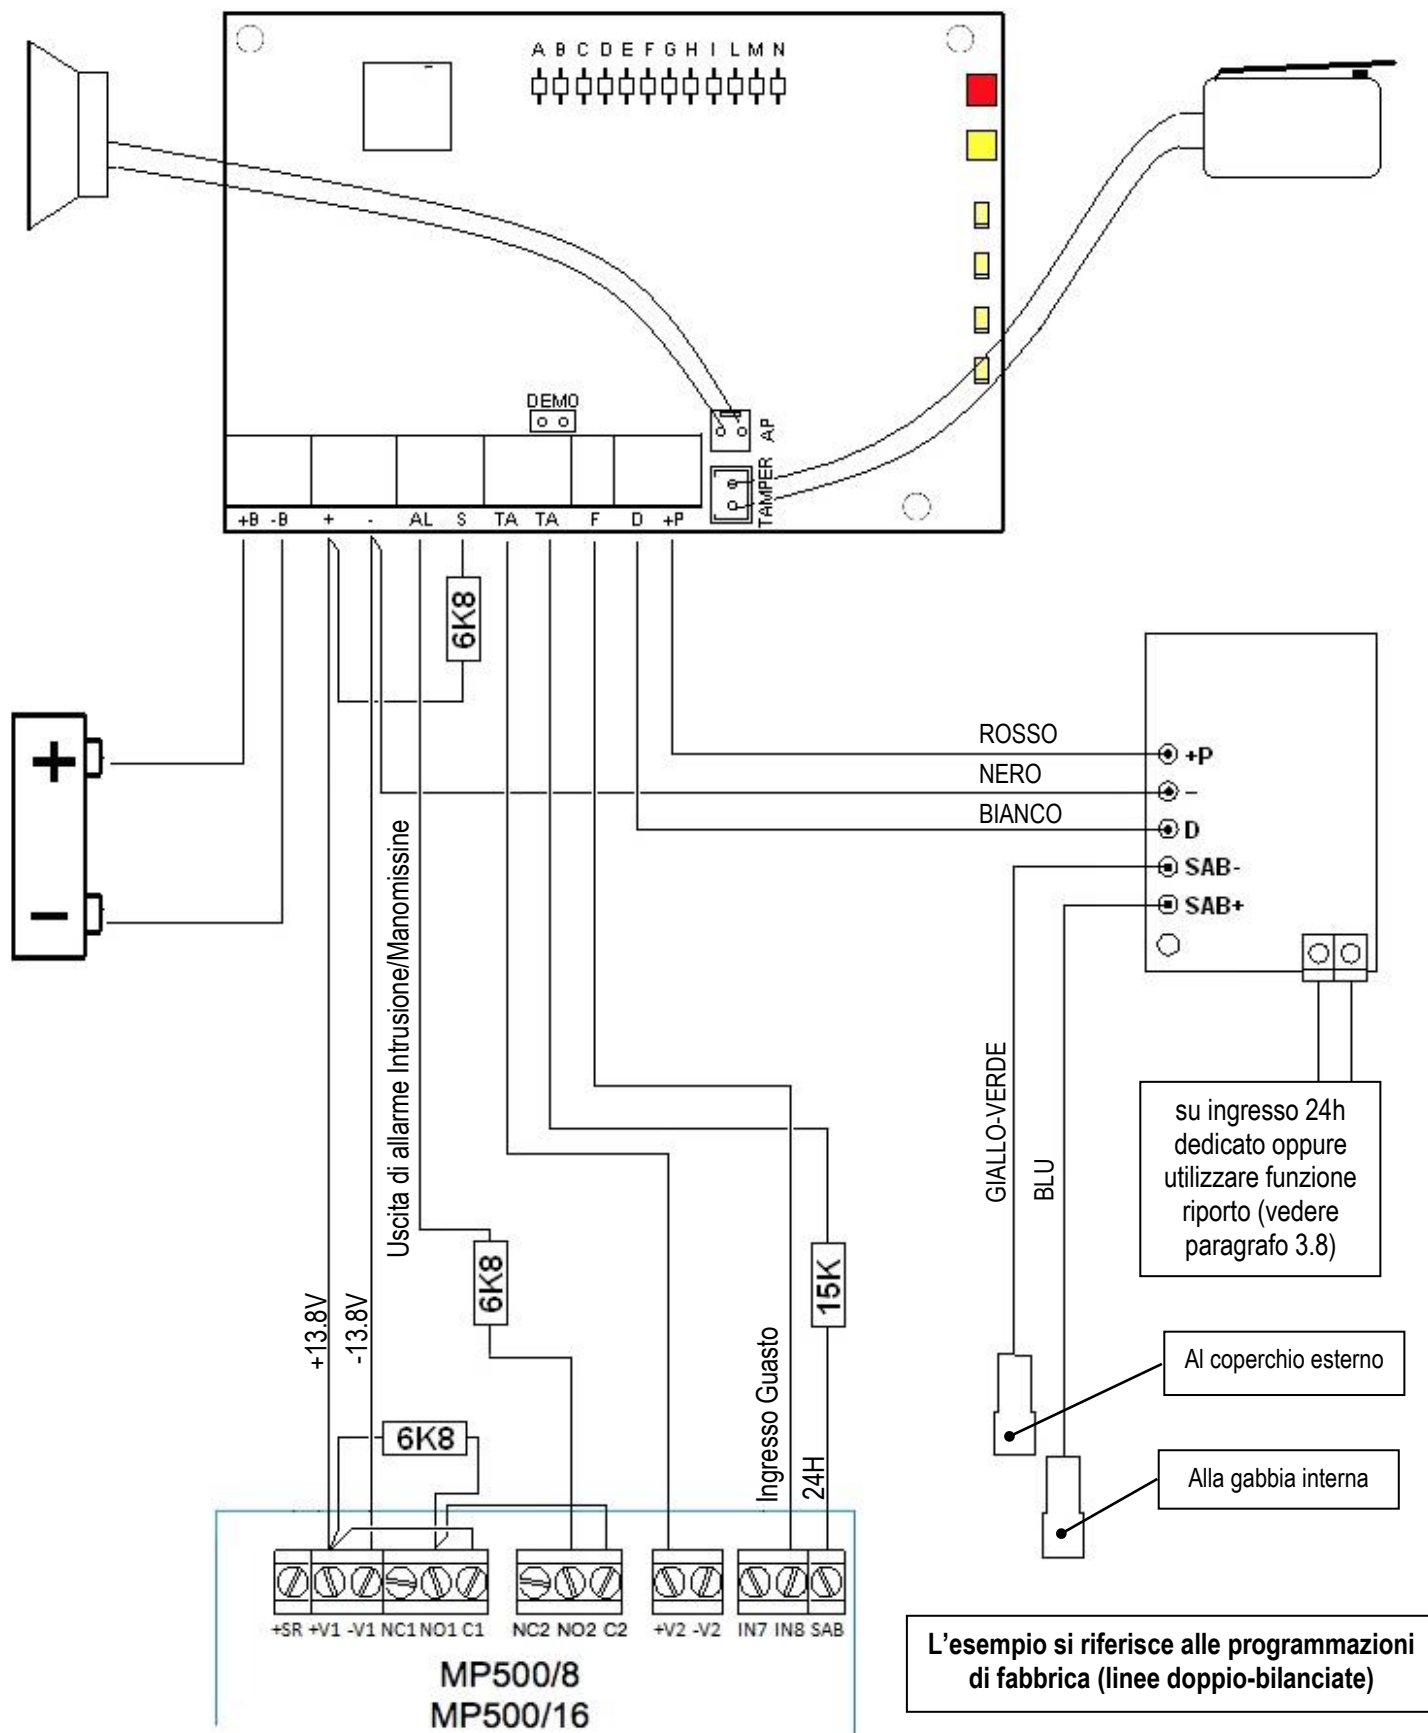 A B C D E F G H I L M N
DEMO
AP
TAMPER
+B -B + - AL S TA TA F D +P
6K8
+
−
ROSSO
NERO
BIANCO
+P
–
D
SAB-
SAB+
Uscita di allarme Intrusione/Manomissine
GIALLO-VERDE
BLU
su ingresso 24h
dedicato oppure
utilizzare funzione
riporto (vedere
paragrafo 3.8)
6K8
15K
+13.8V
-13.8V
Ingresso Guasto
24H
Al coperchio esterno
6K8
Alla gabbia interna
+SR +V1 -V1 NC1 NO1 C1 NC2 NO2 C2 +V2 -V2 IN7 IN8 SAB
MP500/8
MP500/16
L'esempio si riferisce alle programmazioni
di fabbrica (linee doppio-bilanciate)